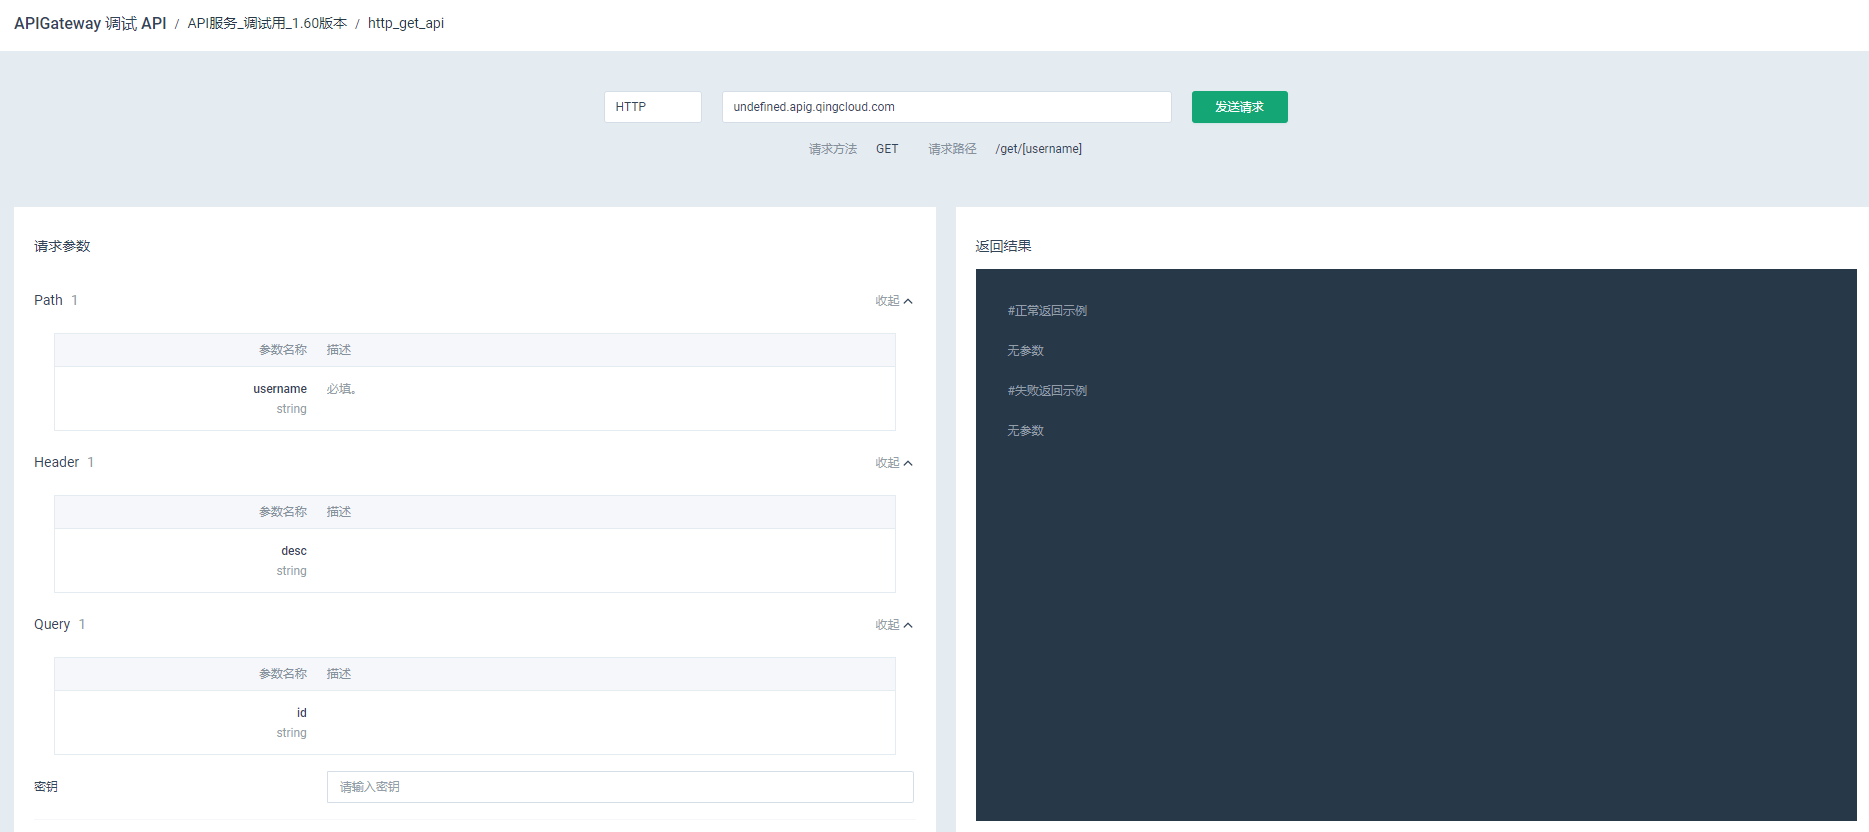 APIGateway 调试 API / API服务_调试用_1.60版本 / http_get_api
HTTP
undefined.apig.qingcloud.com
发送请求
请求方法 GET 请求路径 /get/[username]
请求参数
Path 1 收起
参数名称 描述
username 必填。
string
Header 1 收起
参数名称 描述
desc
string
Query 1 收起
参数名称 描述
id
string
密钥 请输入密钥
返回结果
#正常返回示例
无参数
#失败返回示例
无参数